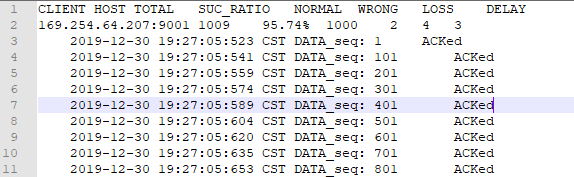 1 CLIENT HOST TOTAL SUC_RATIO NORMAL WRONG LOSS DELAY
2 169.254.64.207:9001 1009 95.74% 1000 2 4 3
3 2019-12-30 19:27:05:523 CST DATA_seq: 1 ACKed
4 2019-12-30 19:27:05:541 CST DATA_seq: 101 ACKed
5 2019-12-30 19:27:05:559 CST DATA_seq: 201 ACKed
6 2019-12-30 19:27:05:574 CST DATA_seq: 301 ACKed
7 2019-12-30 19:27:05:589 CST DATA_seq: 401 ACKed
8 2019-12-30 19:27:05:604 CST DATA_seq: 501 ACKed
9 2019-12-30 19:27:05:620 CST DATA_seq: 601 ACKed
10 2019-12-30 19:27:05:635 CST DATA_seq: 701 ACKed
11 2019-12-30 19:27:05:653 CST DATA_seq: 801 ACKed